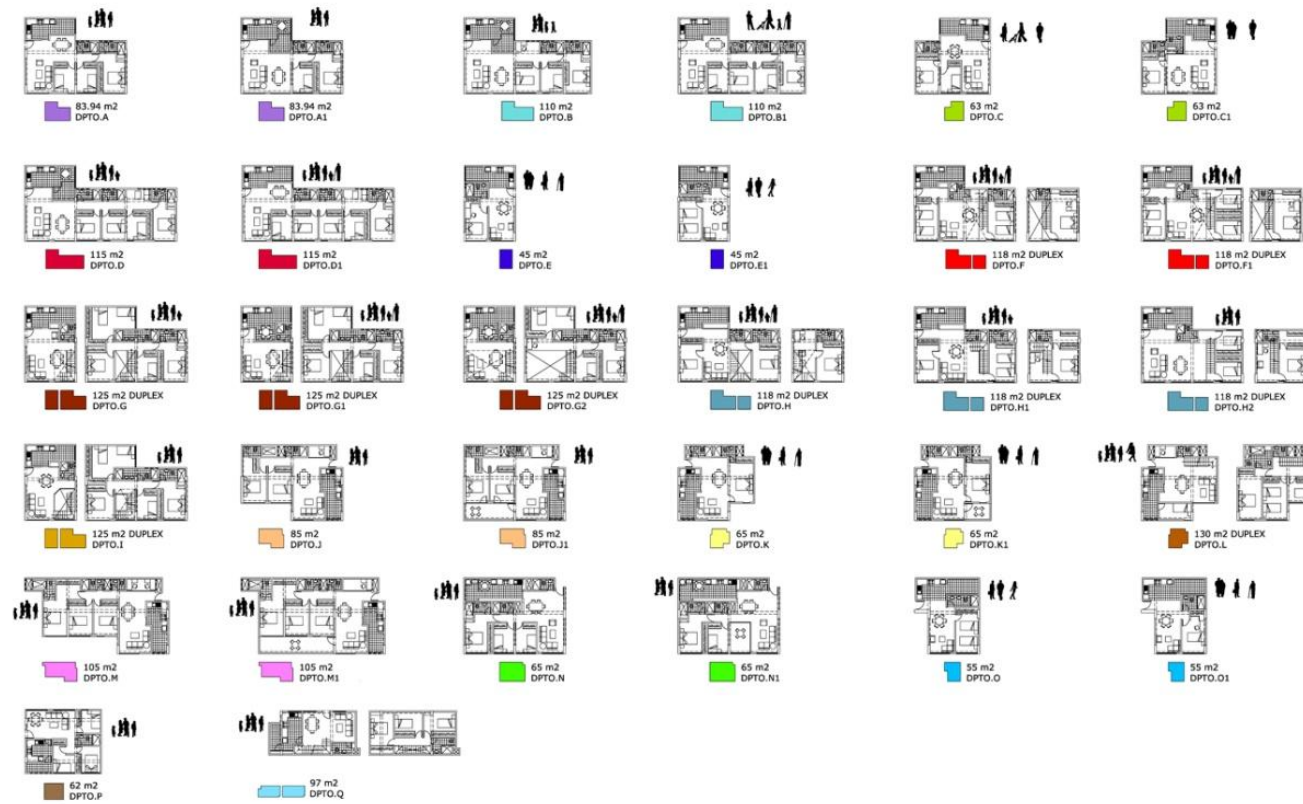 83.94 m2
DPTO.A
83.94 m2
DPTO.A1
110 m2
DPTO.B
110 m2
DPTO.B1
63 m2
DPTO.C
63 m2
DPTO.C1
115 m2
DPTO.D
115 m2
DPTO.D1
45 m2
DPTO.E
45 m2
DPTO.E1
118 m2 DUPLEX
DPTO.F
118 m2 DUPLEX
DPTO.F1
125 m2 DUPLEX
DPTO.G
125 m2 DUPLEX
DPTO.G1
125 m2 DUPLEX
DPTO.G2
118 m2 DUPLEX
DPTO.H
118 m2 DUPLEX
DPTO.H1
118 m2 DUPLEX
DPTO.H2
125 m2 DUPLEX
DPTO.I
85 m2
DPTO.J
85 m2
DPTO.J1
65 m2
DPTO.K
65 m2
DPTO.K1
130 m2 DUPLEX
DPTO.L
105 m2
DPTO.M
105 m2
DPTO.M1
65 m2
DPTO.N
65 m2
DPTO.N1
55 m2
DPTO.O
55 m2
DPTO.O1
62 m2
DPTO.P
97 m2
DPTO.Q